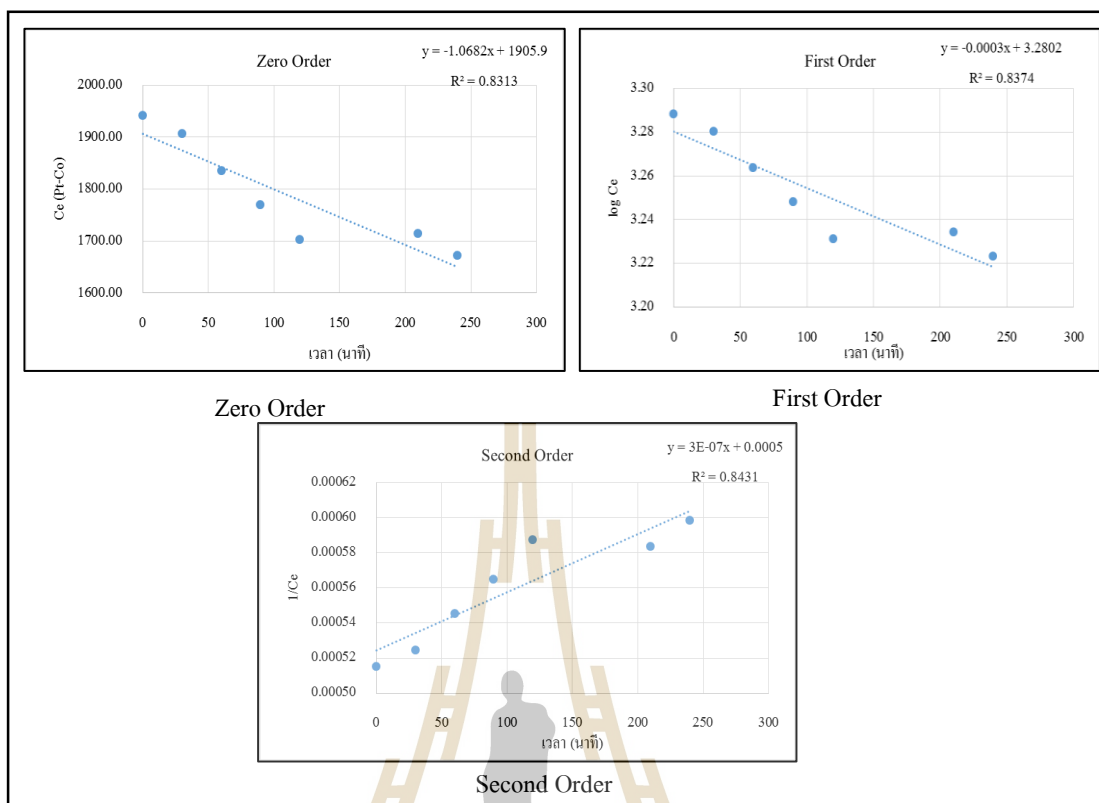 Zero Order
y = -1.0682x + 1905.9
R² = 0.8313
2000.00
1900.00
1800.00
1700.00
1600.00
Ce (Pt-Co)
0 50 100 150 200 250 300
เวลา (นาที)
Zero Order
First Order
y = -0.0003x + 3.2802
R² = 0.8374
3.30
3.28
3.26
3.24
3.22
3.20
log Ce
0 50 100 150 200 250 300
เวลา (นาที)
First Order
Second Order
y = 3E-07x + 0.0005
R² = 0.8431
0.00062
0.00060
0.00058
0.00056
0.00054
0.00052
0.00050
1/Ce
0 50 100 150 200 250 300
เวลา (นาที)
Second Order